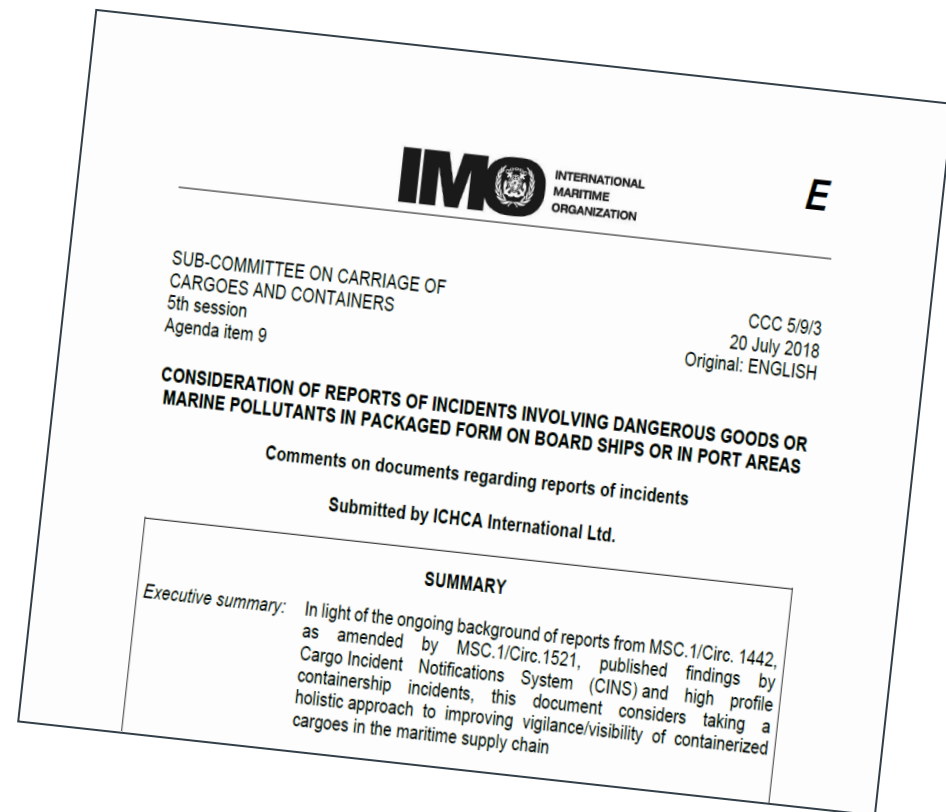 IMO
INTERNATIONAL
MARITIME
ORGANIZATION
E
SUB-COMMITTEE ON CARRIAGE OF
CARGOES AND CONTAINERS
5th session
Agenda item 9
CCC 5/9/3
20 July 2018
Original: ENGLISH
CONSIDERATION OF REPORTS OF INCIDENTS INVOLVING DANGEROUS GOODS OR
MARINE POLLUTANTS IN PACKAGED FORM ON BOARD SHIPS OR IN PORT AREAS
Comments on documents regarding reports of incidents
Submitted by ICHCA International Ltd.
SUMMARY
Executive summary: In light of the ongoing background of reports from MSC.1/Circ. 1442,
as amended by MSC.1/Circ.1521, published findings by
Cargo Incident Notifications System (CINS) and high profile
containership incidents, this document considers taking a
holistic approach to improving vigilance/visibility of containerized
cargoes in the maritime supply chain